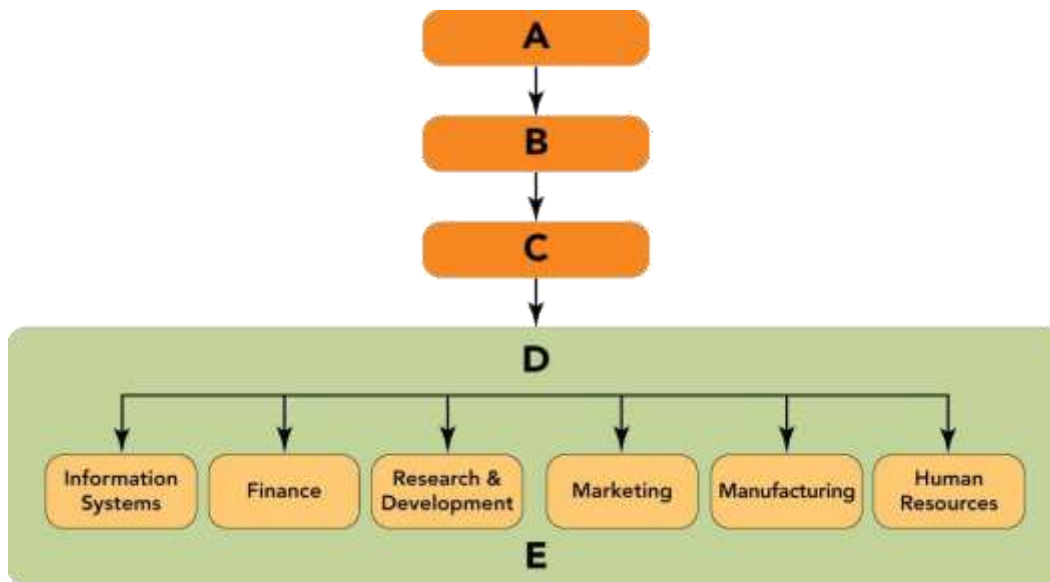 A
B
C
D
Information
Systems
Finance
Research &
Development
Marketing
Manufacturing
Human
Resources
E